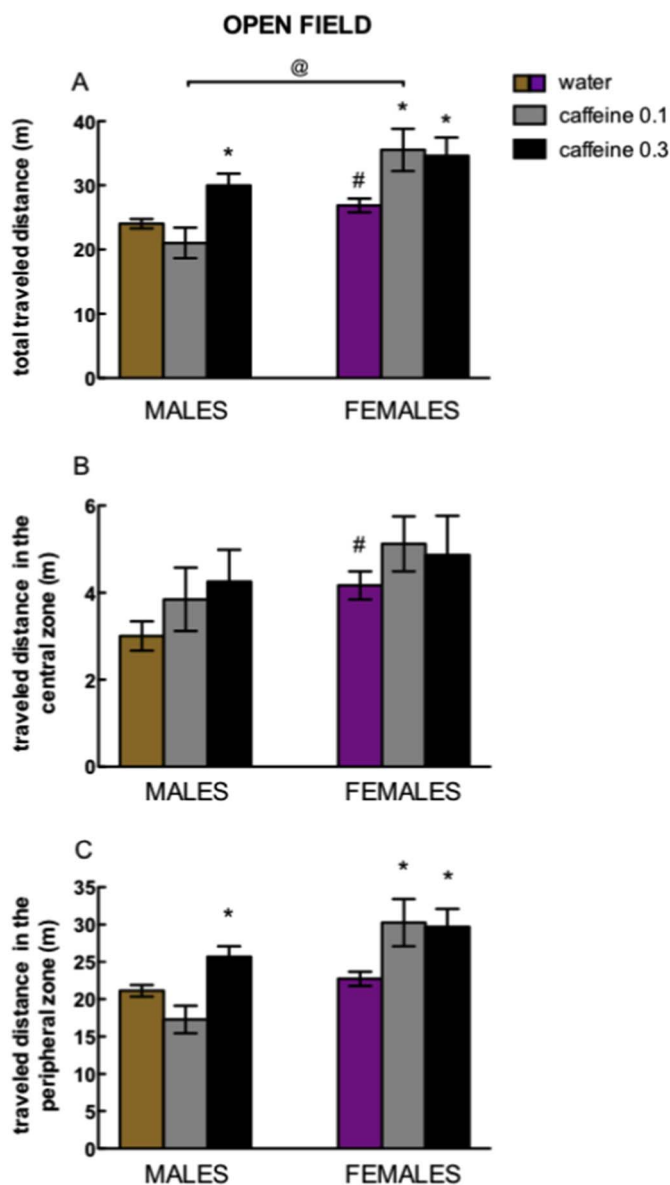 OPEN FIELD
A
@
water
caffeine 0.1
caffeine 0.3
total traveled distance (m)
40
30
20
10
0
*
#
*
*
MALES
FEMALES
B
traveled distance in the
central zone (m)
6
4
2
0
#
MALES
FEMALES
C
traveled distance in the
peripheral zone (m)
35
30
25
20
15
10
5
0
*
*
*
MALES
FEMALES